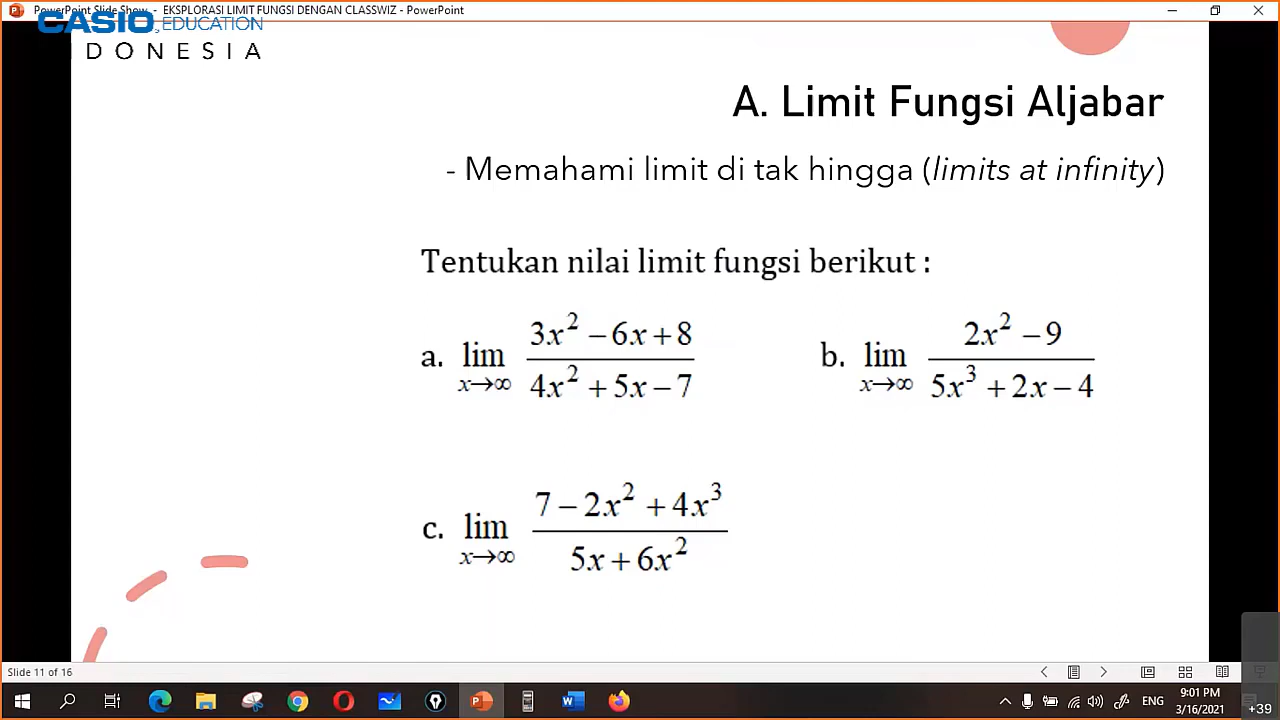 PowerPoint Slide Show - EKSPLORASI LIMIT FUNGSI DENGAN CLASSWIZ - PowerPoint
CASIO EDUCATION
DONESIA
A. Limit Fungsi Aljabar
- Memahami limit di tak hingga (limits at infinity)
Tentukan nilai limit fungsi berikut :
a. lim x→∞ (3x² − 6x + 8)/(4x² + 5x − 7)
b. lim x→∞ (2x² − 9)/(5x³ + 2x − 4)
c. lim x→∞ (7 − 2x² + 4x³)/(5x + 6x²)
Slide 11 of 16
ENG
9:01 PM
3/16/2021
+39